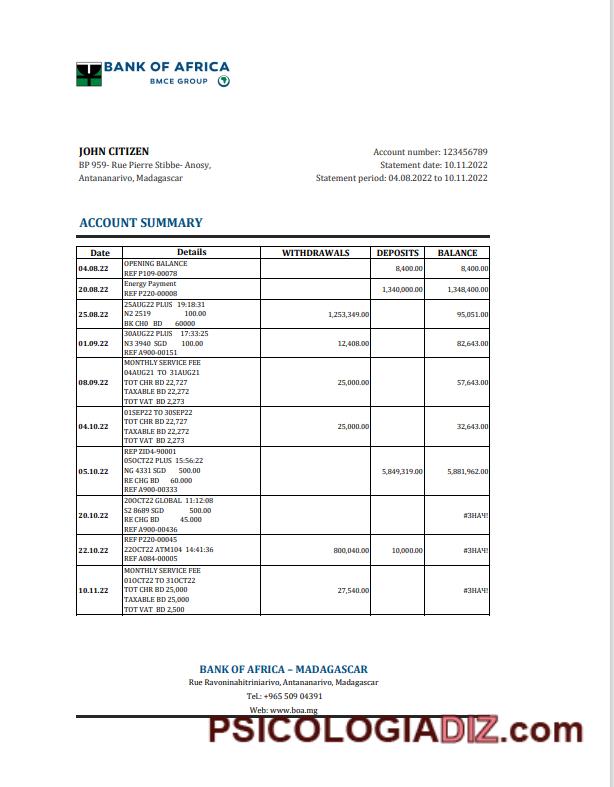 BANK OF AFRICA
BMCE GROUP
JOHN CITIZEN
Account number: 123456789
BP 959- Rue Pierre Stibbe- Anosy,
Statement date: 10.11.2022
Antananarivo, Madagascar
Statement period: 04.08.2022 to 10.11.2022
ACCOUNT SUMMARY
Date Details WITHDRAWALS DEPOSITS BALANCE
OPENING BALANCE
04.08.22 8,400.00 8,400.00
REF P109-00078
Energy Payment
20.08.22 1,340,000.00 1,348,400.00
REF P220-00008
25AUG22 PLUS 19:18:31
25.08.22 N2 2519 100.00 1,253,349.00 95,051.00
BK CH0 BD 60000
30AUG22 PLUS 17:33:25
01.09.22 N3 3940 SGD 100.00 12,408.00 82,643.00
REF A900-00151
MONTHLY SERVICE FEE
04AUG21 TO 31AUG21
08.09.22 TOT CHR BD 22,727 25,000.00 57,643.00
TAXABLE BD 22,272
TOT VAT BD 2,273
01SEP22 TO 30SEP22
TOT CHR BD 22,727
04.10.22 25,000.00 32,643.00
TAXABLE BD 22,272
TOT VAT BD 2,273
REP ZID4-90001
05OCT22 PLUS 15:56:22
05.10.22 NG 4331 SGD 500.00 5,849,319.00 5,881,962.00
RE CHG BD 60.000
REF A900-00333
20OCT22 GLOBAL 11:12:08
S2 8689 SGD 500.00
20.10.22 #ЗНАЧ!
RE CHG BD 45.000
REF A900-00436
REF P220-00045
22.10.22 22OCT22 ATM104 14:41:36 800,040.00 10,000.00 #ЗНАЧ!
REF A084-00005
MONTHLY SERVICE FEE
01OCT22 TO 31OCT22
10.11.22 TOT CHR BD 25,000 27,540.00 #ЗНАЧ!
TAXABLE BD 25,000
TOT VAT BD 2,500
BANK OF AFRICA – MADAGASCAR
Rue Ravoninahitriniarivo, Antananarivo, Madagascar
Tel.: +965 509 04391
Web: www.boa.mg
PSICOLOGIADIZ.com